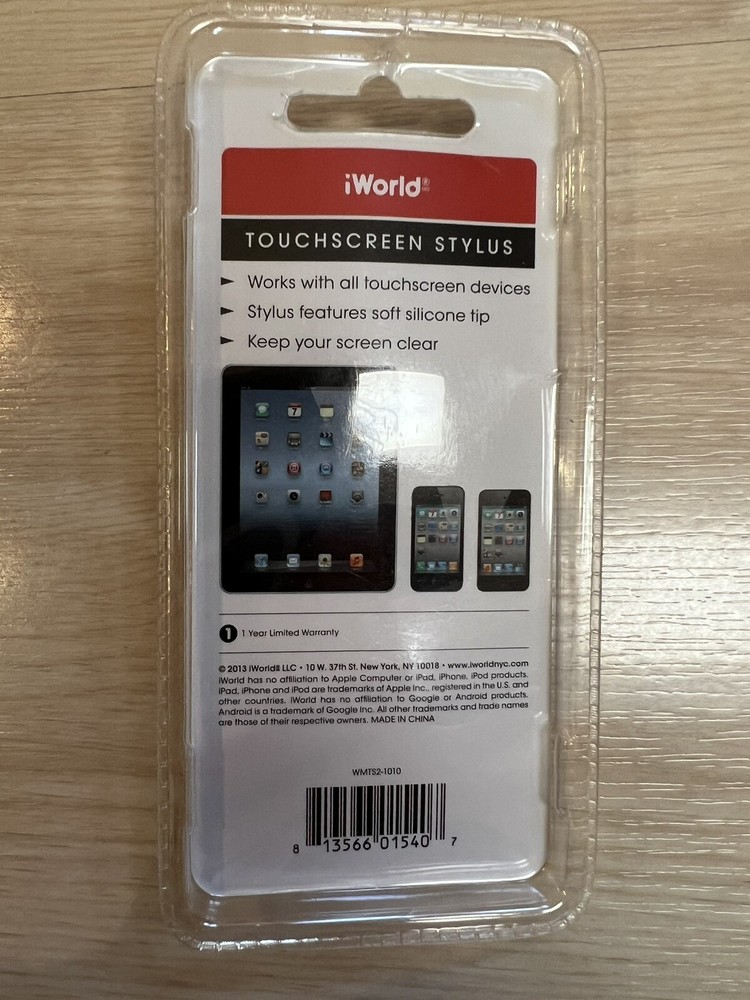 iWorld®
TOUCHSCREEN STYLUS
Works with all touchscreen devices
Stylus features soft silicone tip
Keep your screen clear
7
1 1 Year Limited Warranty
© 2013 iWorld® LLC • 10 W. 37th St. New York, NY 10018 • www.iworldnyc.com
iWorld has no affiliation to Apple Computer or iPad, iPhone, iPod products.
iPad, iPhone and iPod are trademarks of Apple Inc., registered in the U.S. and
other countries. iWorld has no affiliation to Google or Android products.
Android is a trademark of Google Inc. All other trademarks and trade names
are those of their respective owners. MADE IN CHINA
WMTS2-1010
8 13566 01540 7